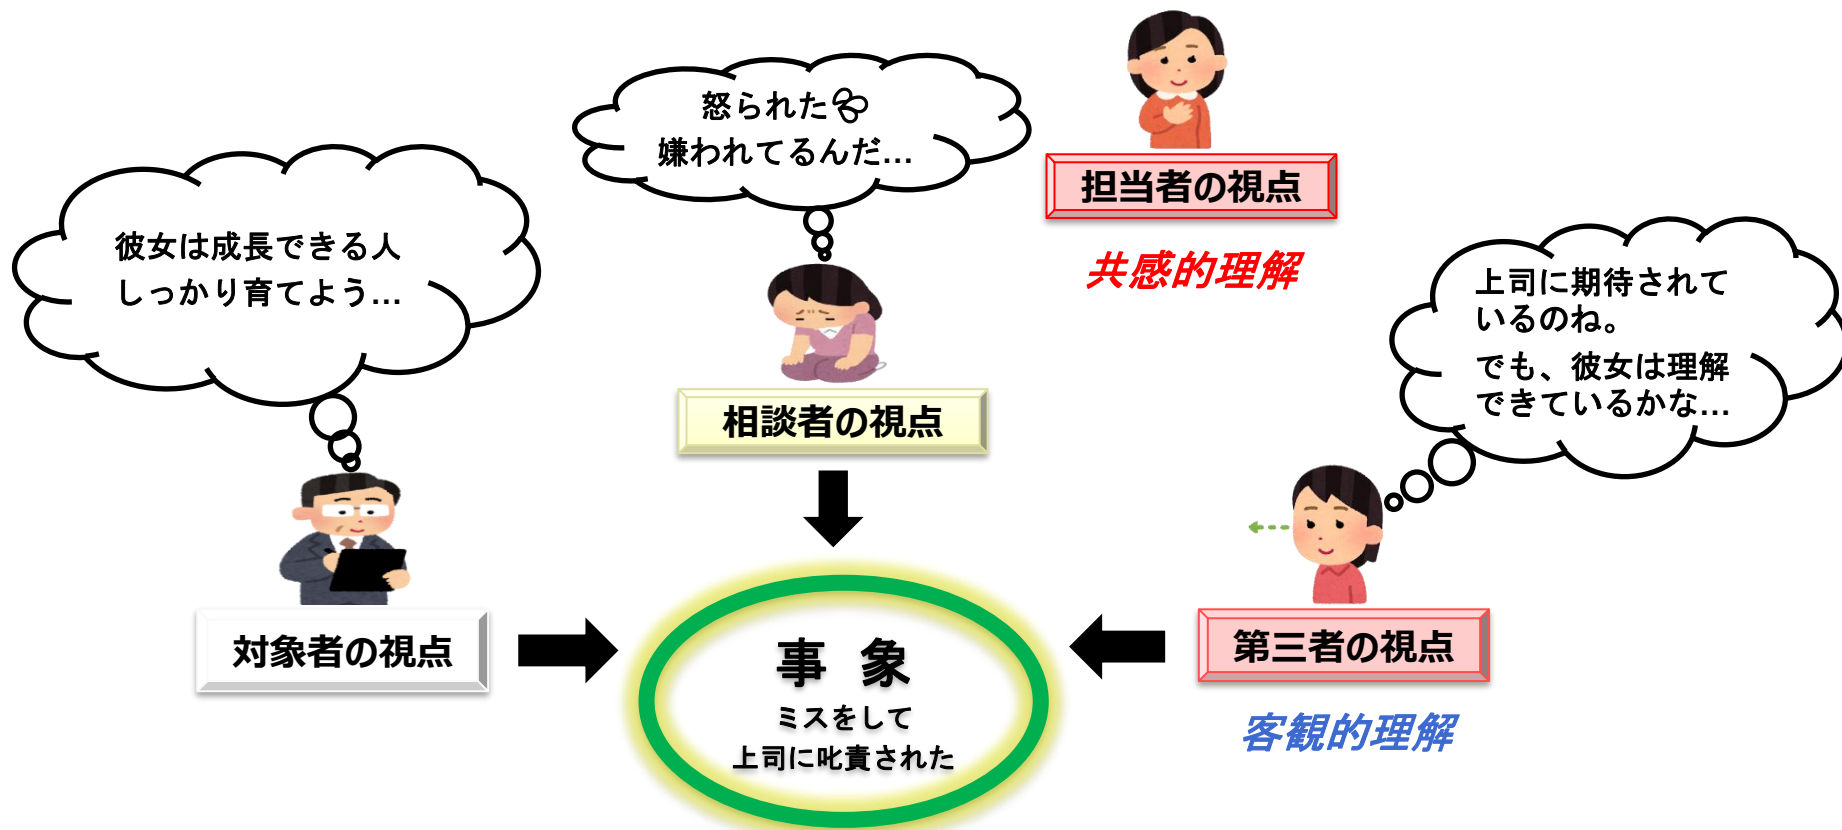 怒られた
嫌われてるんだ…
担当者の視点
共感的理解
彼女は成長できる人
しっかり育てよう…
相談者の視点
上司に期待されて
いるのね。
でも、彼女は理解
できているかな…
対象者の視点
事 象
ミスをして
上司に叱責された
第三者の視点
客観的理解